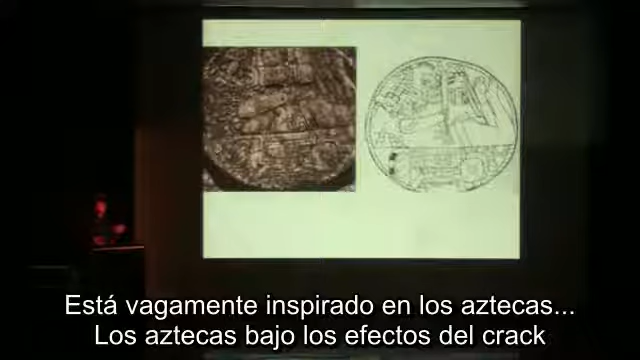 Está vagamente inspirado en los aztecas...
Los aztecas bajo los efectos del crack